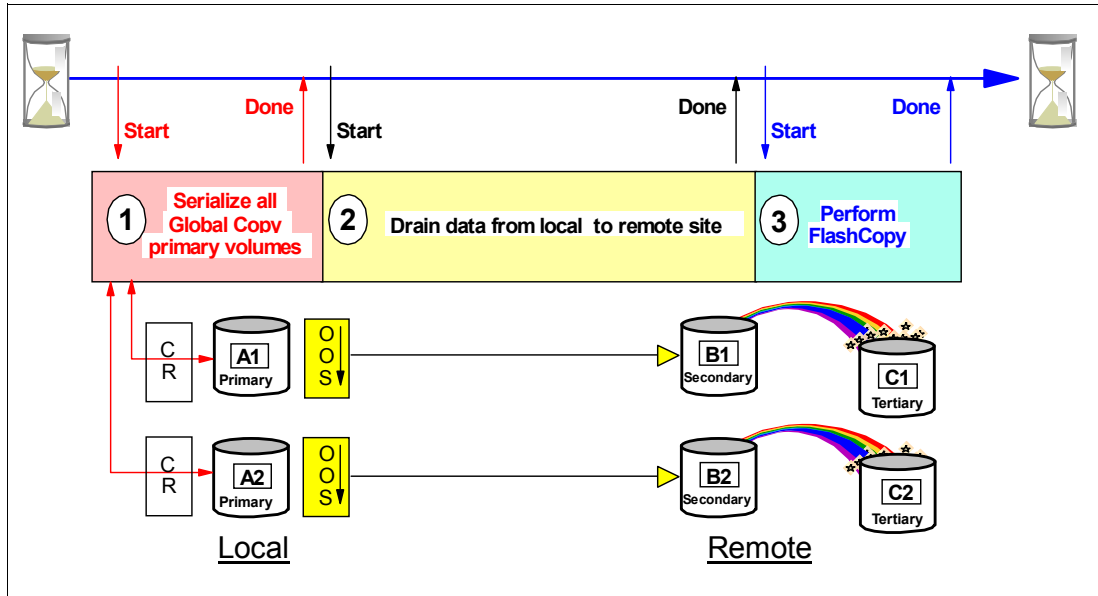 Start
Done
Start
Done
Start
Done
1
Serialize all
Global Copy
primary volumes
2
Drain data from local to remote site
3
Perform
FlashCopy
C
R
A1
Primary
O
O
S
B1
Secondary
C1
Tertiary
C
R
A2
Primary
O
O
S
B2
Secondary
C2
Tertiary
Local
Remote